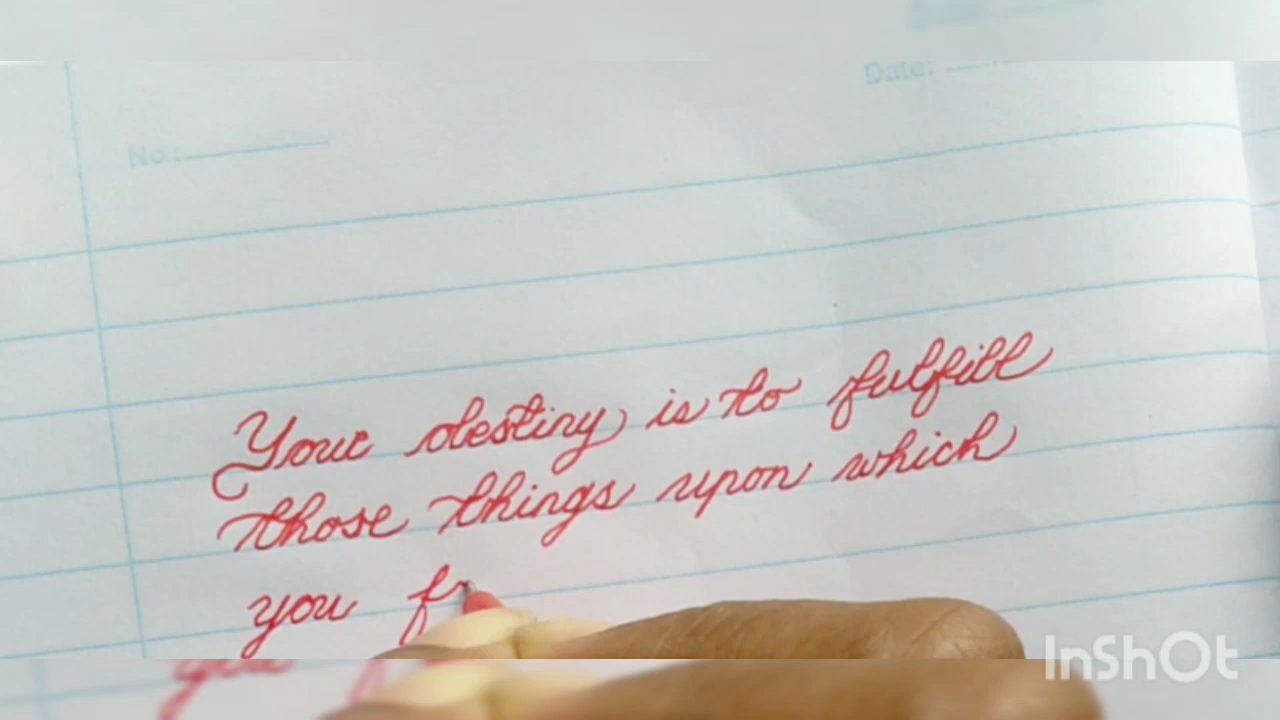 Date:
No:
Your destiny is to fulfill
those things upon which
you f
InShOt